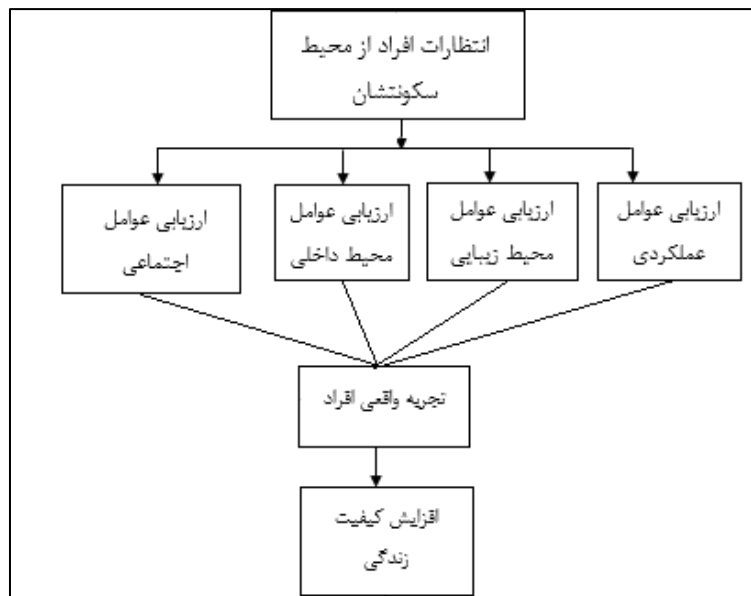 انتظارات افراد از محیط
سکونتشان
ارزیابی عوامل
عملکردی
ارزیابی عوامل
محیط زیبایی
ارزیابی عوامل
محیط داخلی
ارزیابی عوامل
اجتماعی
تجربه واقعی افراد
افزایش کیفیت
زندگی